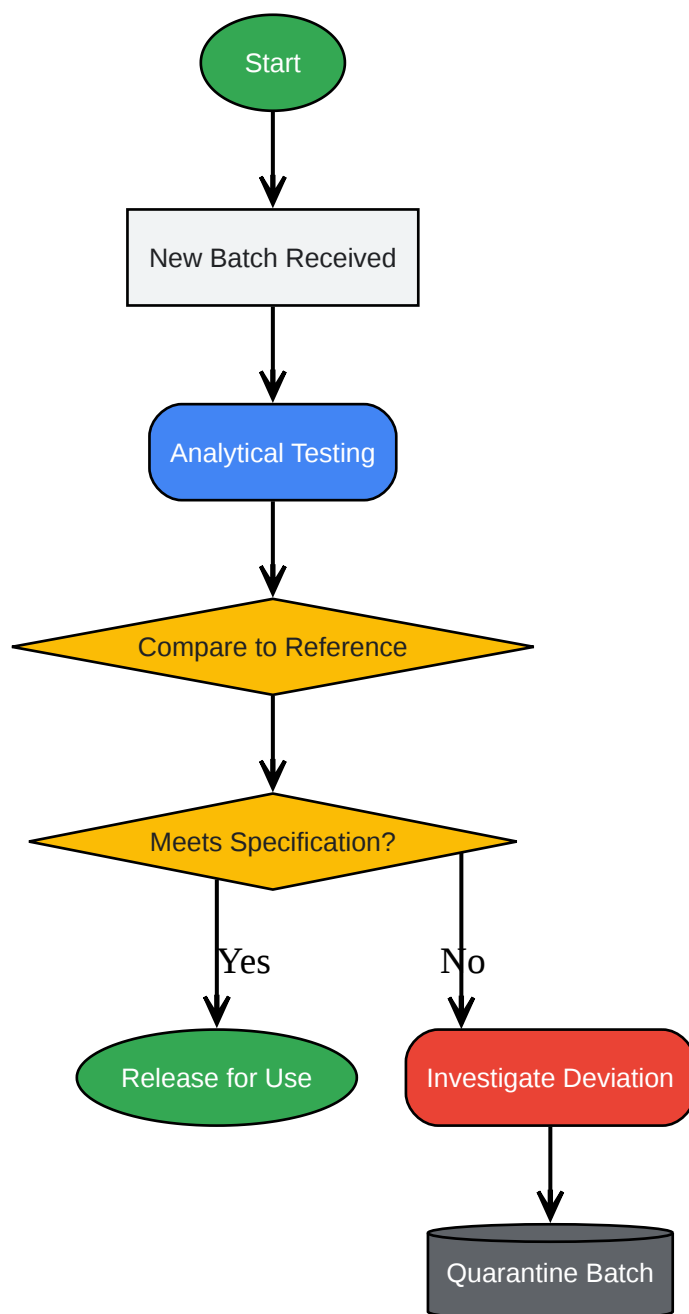 Start
New Batch Received
Analytical Testing
Compare to Reference
Meets Specification?
Yes
No
Release for Use
Investigate Deviation
Quarantine Batch